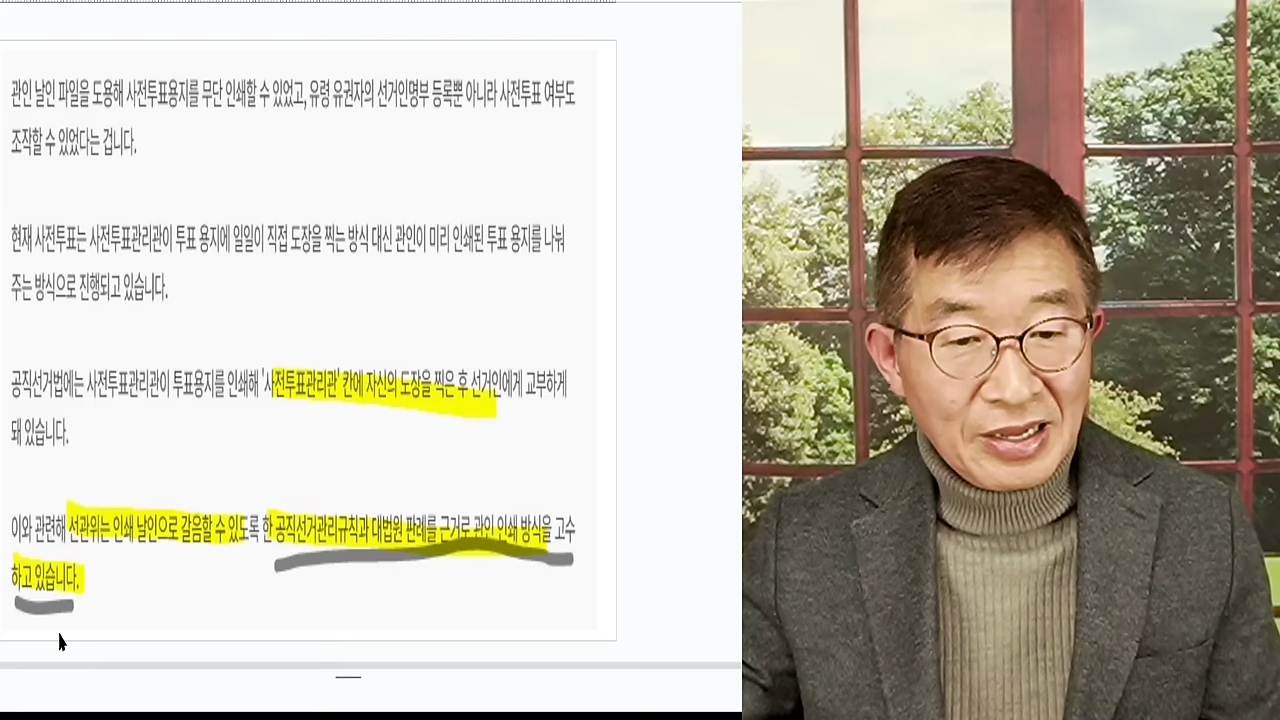 관인 날인 파일을 도용해 사전투표용지를 무단 인쇄할 수 있었고, 유령 유권자의 선거인명부 등록뿐 아니라 사전투표 여부도
조작할 수 있었다는 겁니다.
현재 사전투표는 사전투표관리관이 투표 용지에 일일이 직접 도장을 찍는 방식 대신 관인이 미리 인쇄된 투표 용지를 나눠
주는 방식으로 진행되고 있습니다.
공직선거법에는 사전투표관리관이 투표용지를 인쇄해 '사전투표관리관' 칸에 자신의 도장을 찍은 후 선거인에게 교부하게
돼 있습니다.
이와 관련해 선관위는 인쇄 날인으로 갈음할 수 있도록 한 공직선거관리규칙과 대법원 판례를 근거로 관인 인쇄 방식을 고수
하고 있습니다.